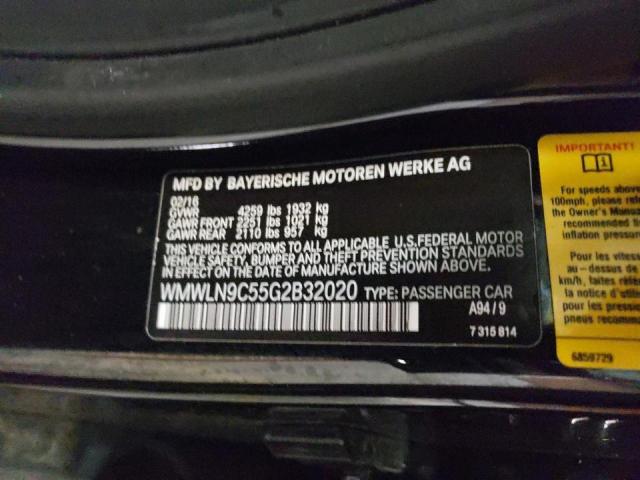 MFD BY BAYERISCHE MOTOREN WERKE AG
02/16
GVWR 4259 lbs 1932 kg
GAWR FRONT 2251 lbs 1021 kg
GAWR REAR 2110 lbs 957 kg
THIS VEHICLE CONFORMS TO ALL APPLICABLE U.S.FEDERAL MOTOR
VEHICLE SAFETY, BUMPER, AND THEFT PREVENTION STANDARDS
IN EFFECT ON THE DATE OF MANUFACTURE SHOWN ABOVE.
WMWLN9C55G2B32020 TYPE: PASSENGER CAR
A94/9
7 315 814
IMPORTANT!
For speeds above
100mph, please
the Owner's
recommended
inflation
Pour les
au-dessus de
km/h, faites
la notice
pression
pneus
6859729